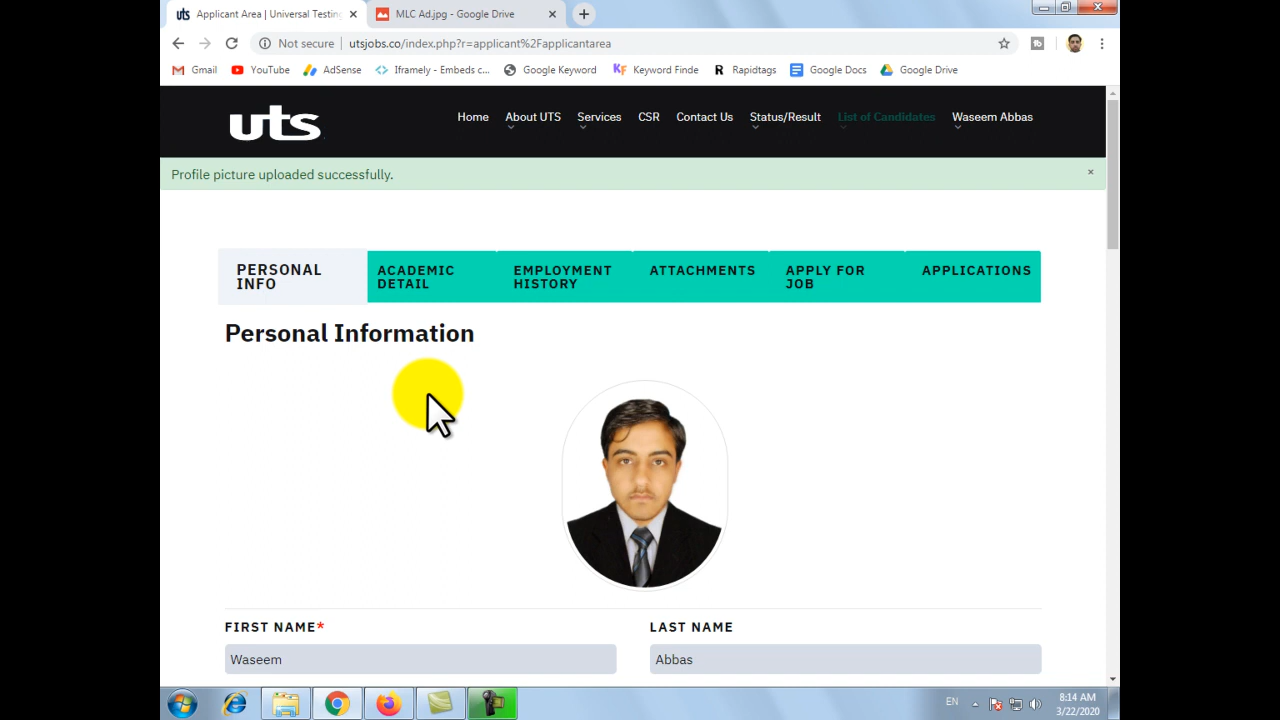 Applicant Area | Universal Testing
MLC Ad.jpg - Google Drive
Not secure
utsjobs.co/index.php?r=applicant%2Fapplicantarea
Gmail
YouTube
AdSense
Iframely - Embeds c...
Google Keyword
Keyword Finde
Rapidtags
Google Docs
Google Drive
uts
Home
About UTS
Services
CSR
Contact Us
Status/Result
List of Candidates
Waseem Abbas
Profile picture uploaded successfully.
PERSONAL
INFO
ACADEMIC
DETAIL
EMPLOYMENT
HISTORY
ATTACHMENTS
APPLY FOR
JOB
APPLICATIONS
Personal Information
FIRST NAME*
LAST NAME
Waseem
Abbas
EN
8:14 AM
3/22/2020